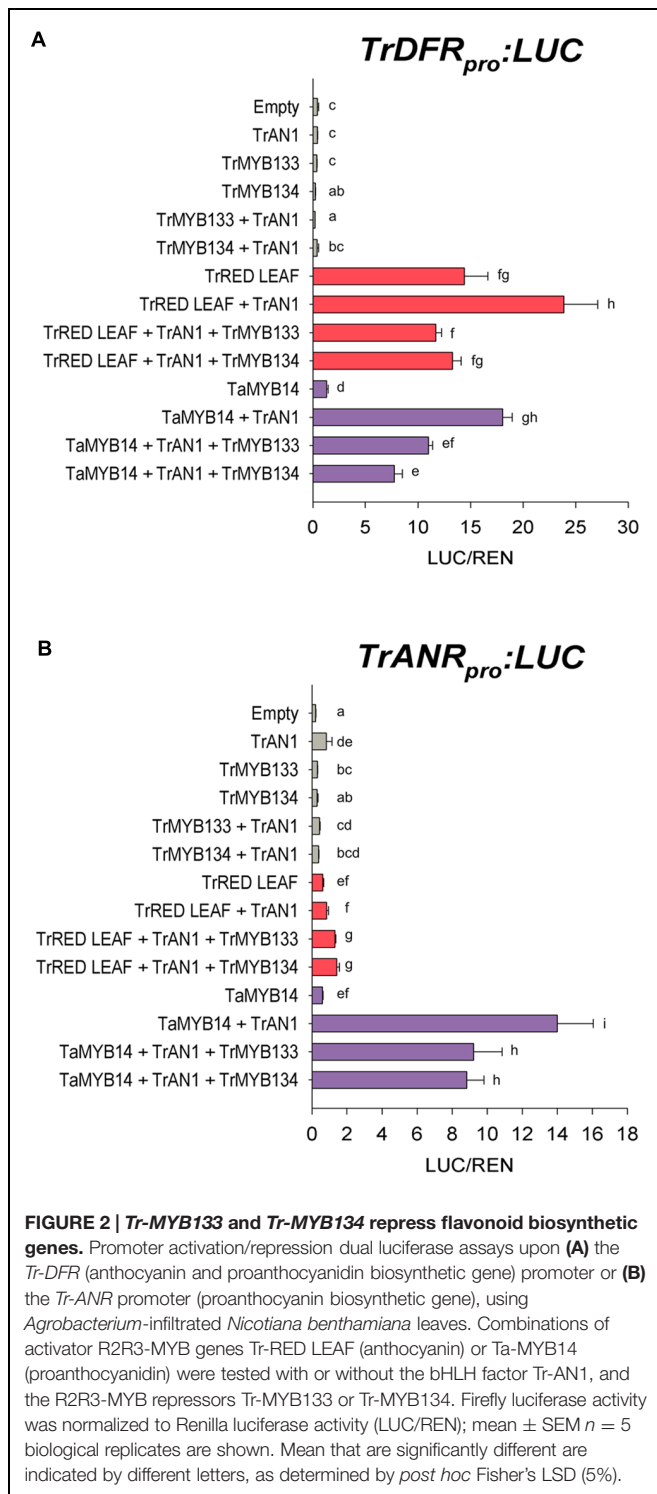 A
TrDFRpro:LUC
Empty c
TrAN1 c
TrMYB133 c
TrMYB134 ab
TrMYB133 + TrAN1 a
TrMYB134 + TrAN1 bc
TrRED LEAF fg
TrRED LEAF + TrAN1 h
TrRED LEAF + TrAN1 + TrMYB133 f
TrRED LEAF + TrAN1 + TrMYB134 fg
TaMYB14 d
TaMYB14 + TrAN1 gh
TaMYB14 + TrAN1 + TrMYB133 ef
TaMYB14 + TrAN1 + TrMYB134 e
0 5 10 15 20 25 30
LUC/REN
B
TrANRpro:LUC
Empty a
TrAN1 de
TrMYB133 bc
TrMYB134 ab
TrMYB133 + TrAN1 cd
TrMYB134 + TrAN1 bcd
TrRED LEAF ef
TrRED LEAF + TrAN1 f
TrRED LEAF + TrAN1 + TrMYB133 g
TrRED LEAF + TrAN1 + TrMYB134 g
TaMYB14 ef
TaMYB14 + TrAN1 i
TaMYB14 + TrAN1 + TrMYB133 h
TaMYB14 + TrAN1 + TrMYB134 h
0 2 4 6 8 10 12 14 16 18
LUC/REN
FIGURE 2 | Tr-MYB133 and Tr-MYB134 repress flavonoid biosynthetic
genes. Promoter activation/repression dual luciferase assays upon (A) the
Tr-DFR (anthocyanin and proanthocyanidin biosynthetic gene) promoter or (B)
the Tr-ANR promoter (proanthocyanin biosynthetic gene), using
Agrobacterium-infiltrated Nicotiana benthamiana leaves. Combinations of
activator R2R3-MYB genes Tr-RED LEAF (anthocyanin) or Ta-MYB14
(proanthocyanidin) were tested with or without the bHLH factor Tr-AN1, and
the R2R3-MYB repressors Tr-MYB133 or Tr-MYB134. Firefly luciferase activity
was normalized to Renilla luciferase activity (LUC/REN); mean ± SEM n = 5
biological replicates are shown. Mean that are significantly different are
indicated by different letters, as determined by post hoc Fisher's LSD (5%).